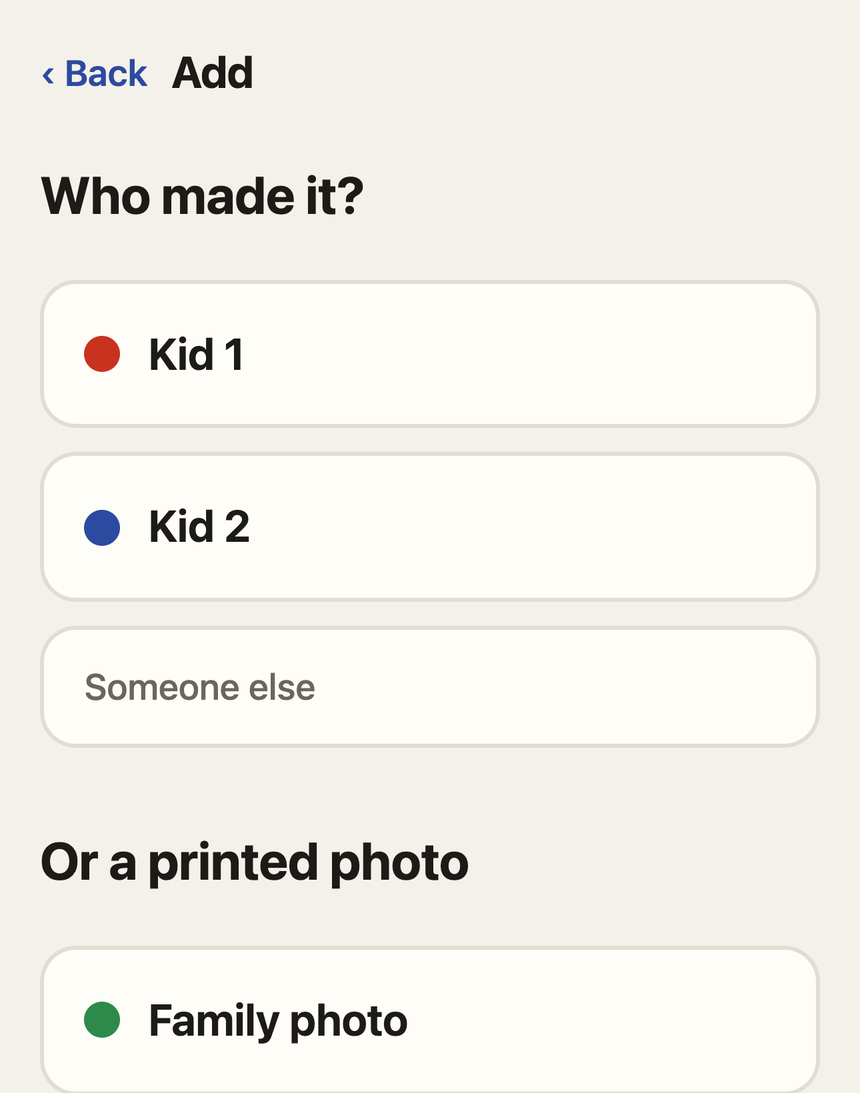 ‹ Back Add
Who made it?
Kid 1
Kid 2
Someone else
Or a printed photo
Family photo